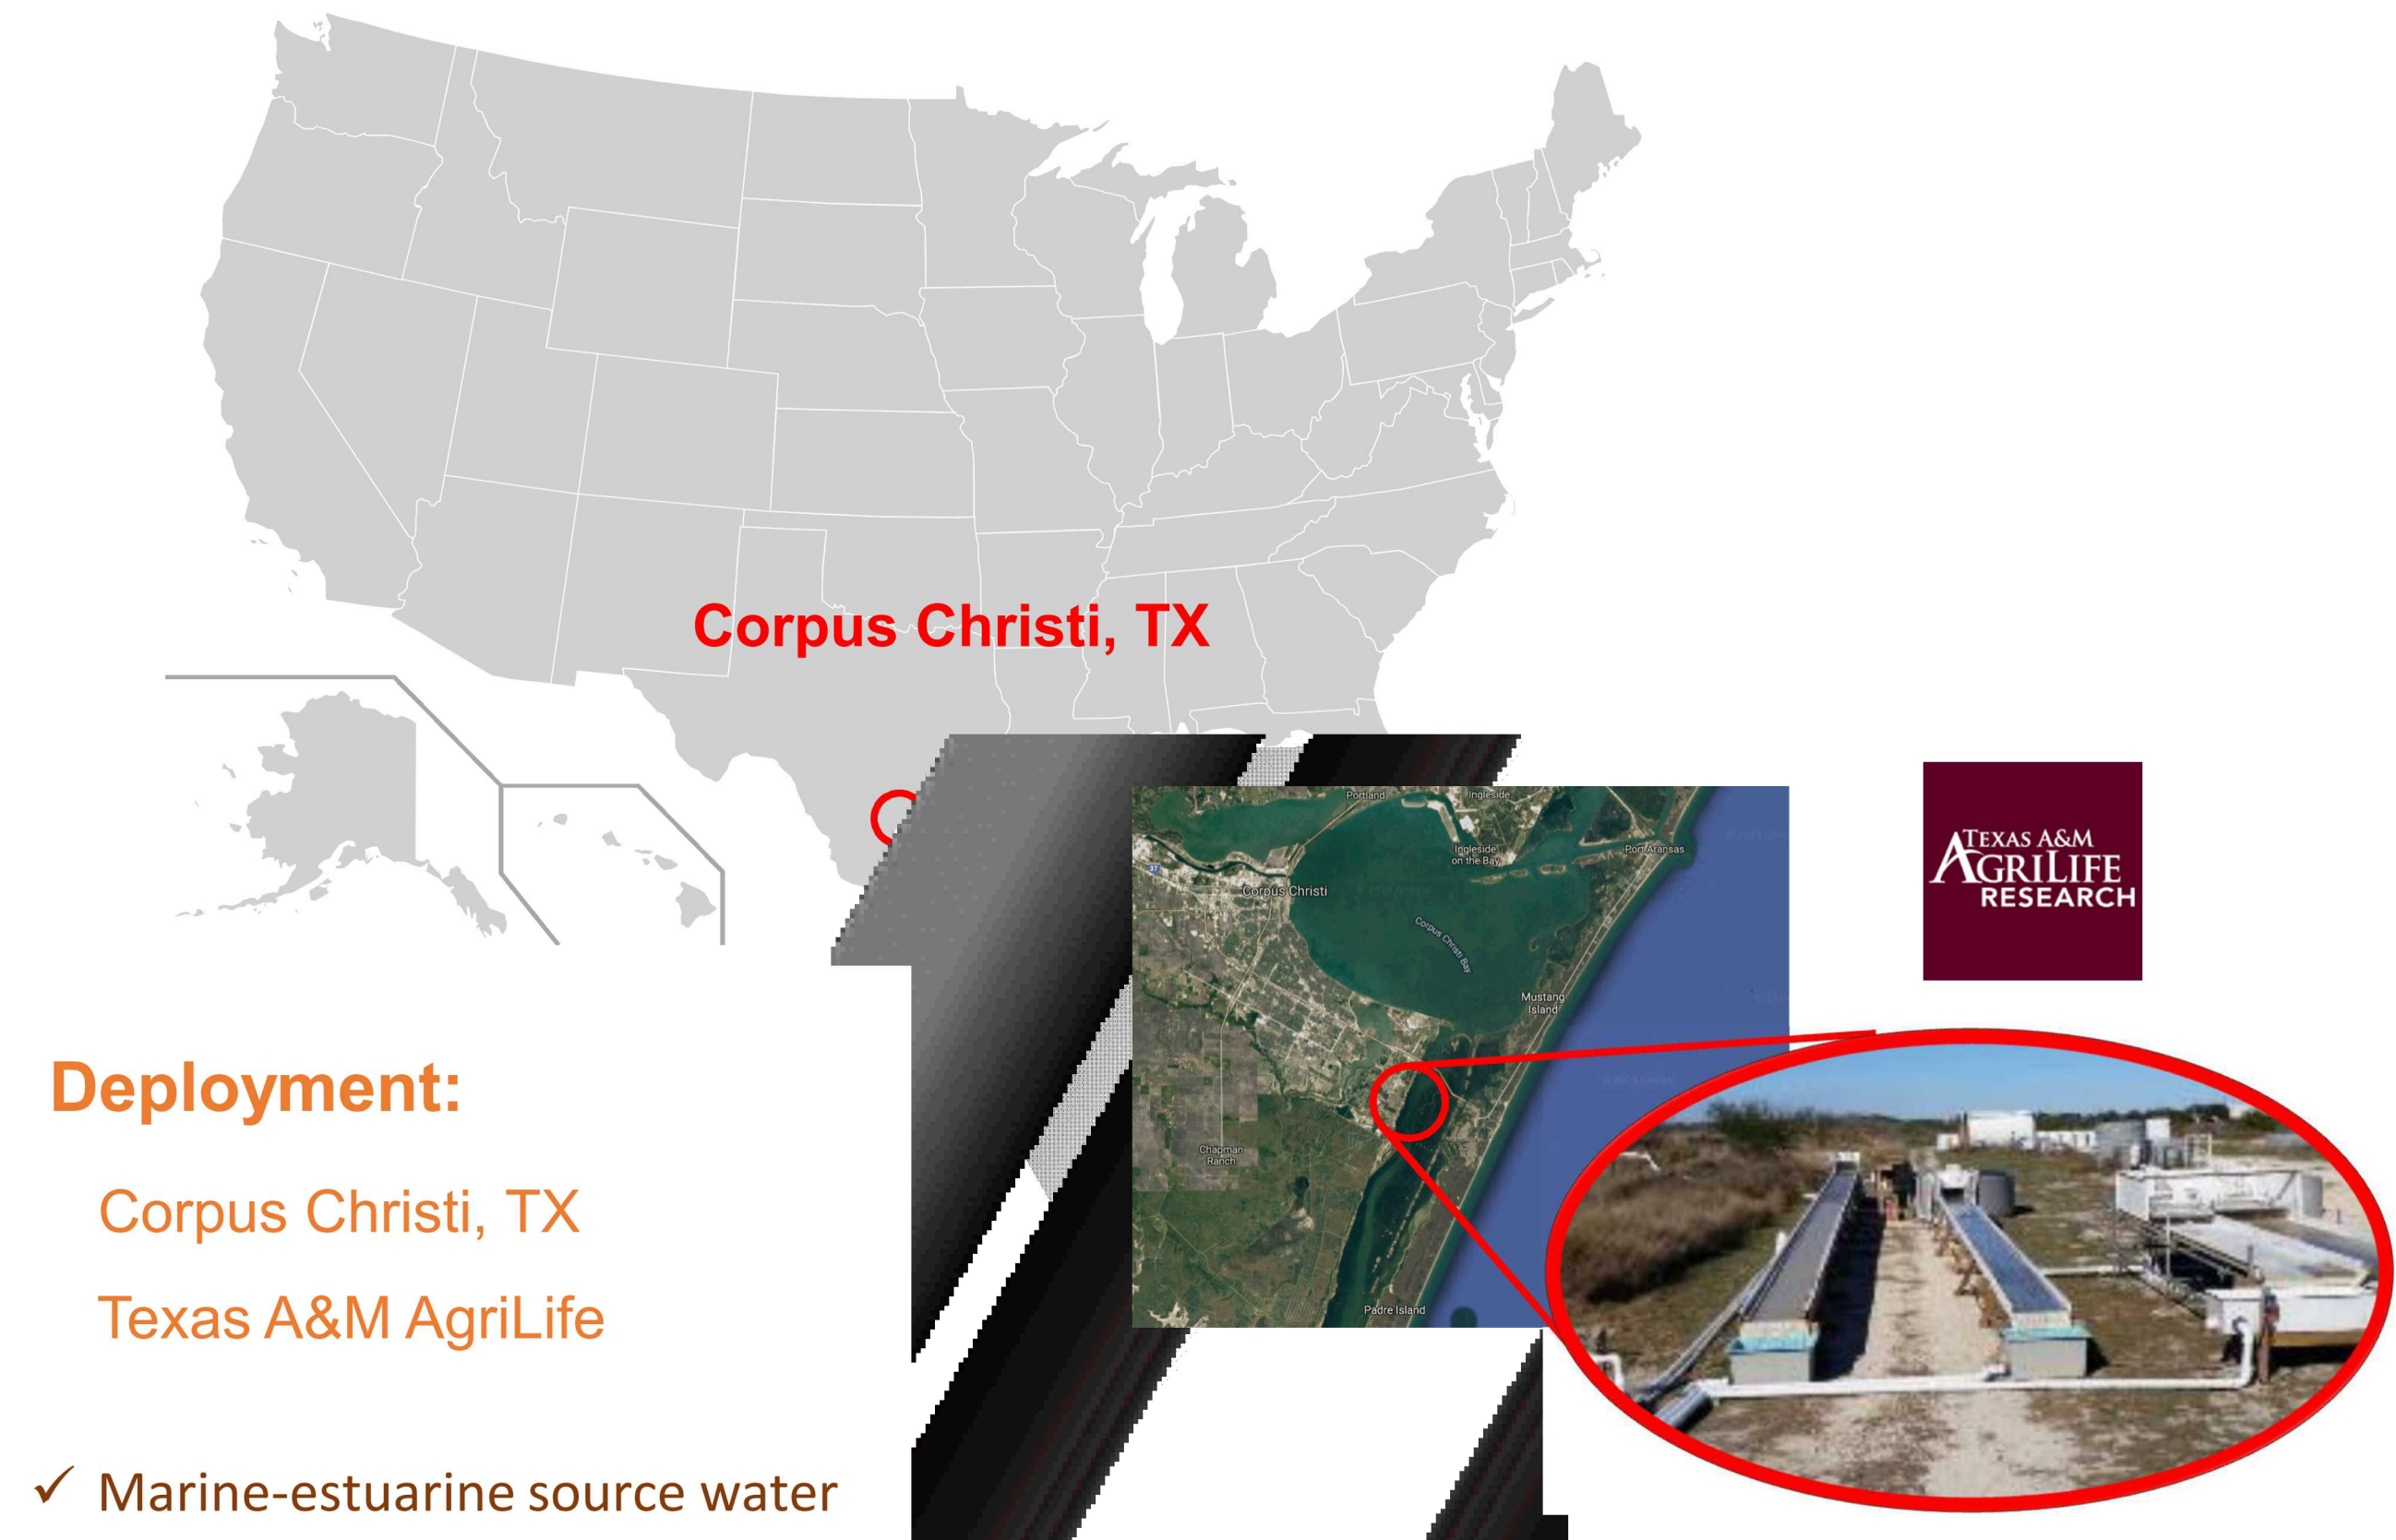 Corpus Christi, TX
Portland
Ingleside
Ingleside
on the Bay
Port Aransas
37
Corpus Christi
Corpus Christi Bay
Mustang
Island
Chapman
Ranch
Padre Island
TEXAS A&M
AGRILIFE
RESEARCH
Deployment:
Corpus Christi, TX
Texas A&M AgriLife
✓ Marine-estuarine source water